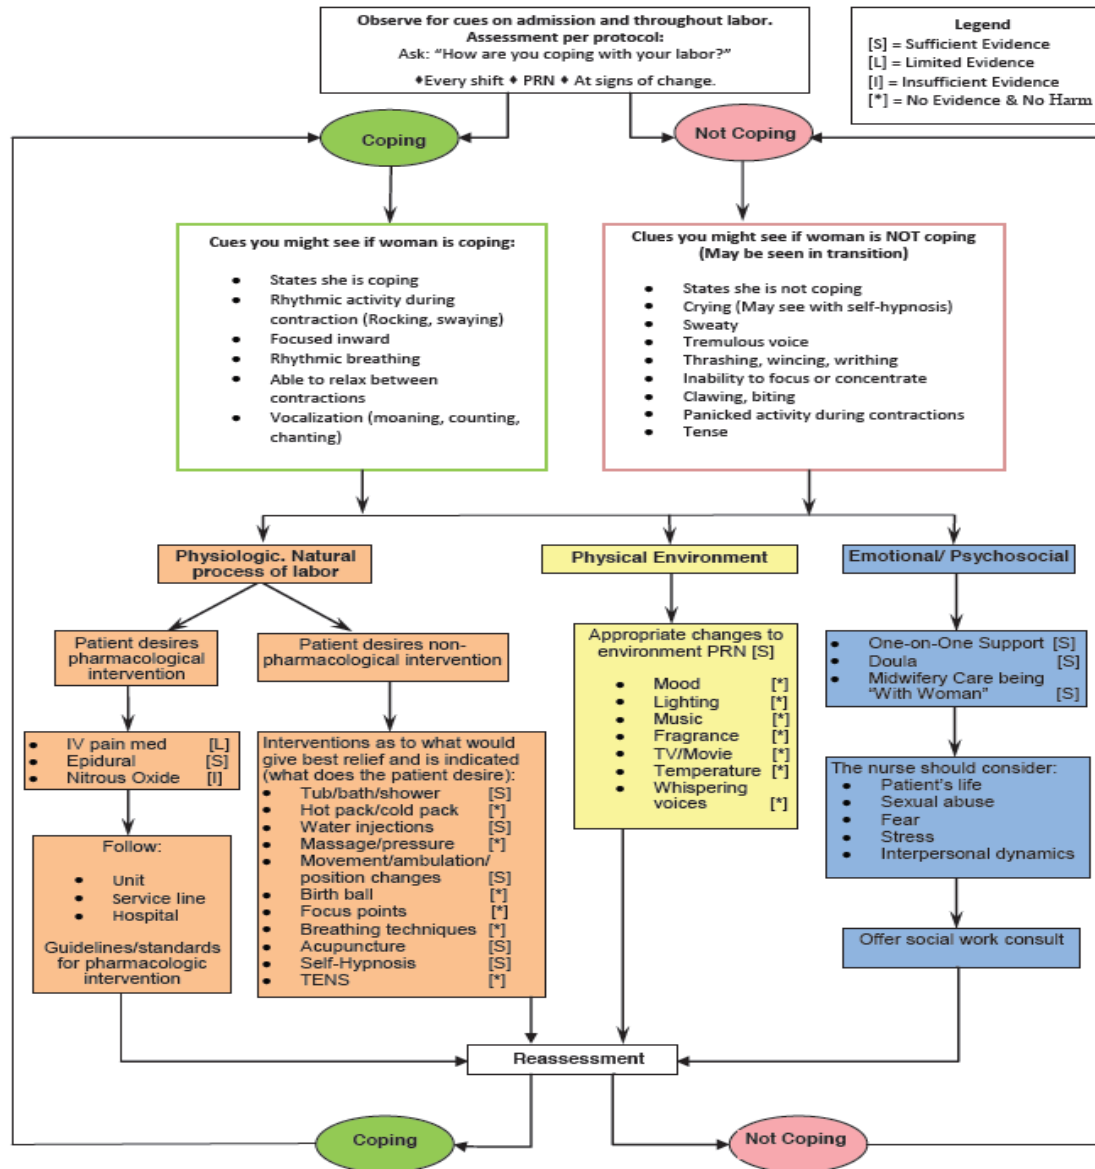 Observe for cues on admission and throughout labor.
Assessment per protocol:
Ask: “How are you coping with your labor?”
♦Every shift ♦ PRN ♦ At signs of change.
Legend
[S] = Sufficient Evidence
[L] = Limited Evidence
[I] = Insufficient Evidence
[*] = No Evidence & No Harm
Coping
Not Coping
Cues you might see if woman is coping:
• States she is coping
• Rhythmic activity during
contraction (Rocking, swaying)
• Focused inward
• Rhythmic breathing
• Able to relax between
contractions
• Vocalization (moaning, counting,
chanting)
Clues you might see if woman is NOT coping
(May be seen in transition)
• States she is not coping
• Crying (May see with self-hypnosis)
• Sweaty
• Tremulous voice
• Thrashing, wincing, writhing
• Inability to focus or concentrate
• Clawing, biting
• Panicked activity during contractions
• Tense
Physiologic. Natural
process of labor
Physical Environment
Emotional/ Psychosocial
Patient desires
pharmacological
intervention
Patient desires non-
pharmacological intervention
• IV pain med [L]
• Epidural [S]
• Nitrous Oxide [I]
Follow:
• Unit
• Service line
• Hospital
Guidelines/standards
for pharmacologic
intervention
Interventions as to what would
give best relief and is indicated
(what does the patient desire):
• Tub/bath/shower [S]
• Hot pack/cold pack [*]
• Water injections [S]
• Massage/pressure [*]
• Movement/ambulation/
position changes [S]
• Birth ball [*]
• Focus points [*]
• Breathing techniques [*]
• Acupuncture [S]
• Self-Hypnosis [S]
• TENS [*]
Appropriate changes to
environment PRN [S]
• Mood [*]
• Lighting [*]
• Music [*]
• Fragrance [*]
• TV/Movie [*]
• Temperature [*]
• Whispering
voices [*]
• One-on-One Support [S]
• Doula [S]
• Midwifery Care being
“With Woman” [S]
The nurse should consider:
• Patient's life
• Sexual abuse
• Fear
• Stress
• Interpersonal dynamics
Offer social work consult
Reassessment
Coping
Not Coping